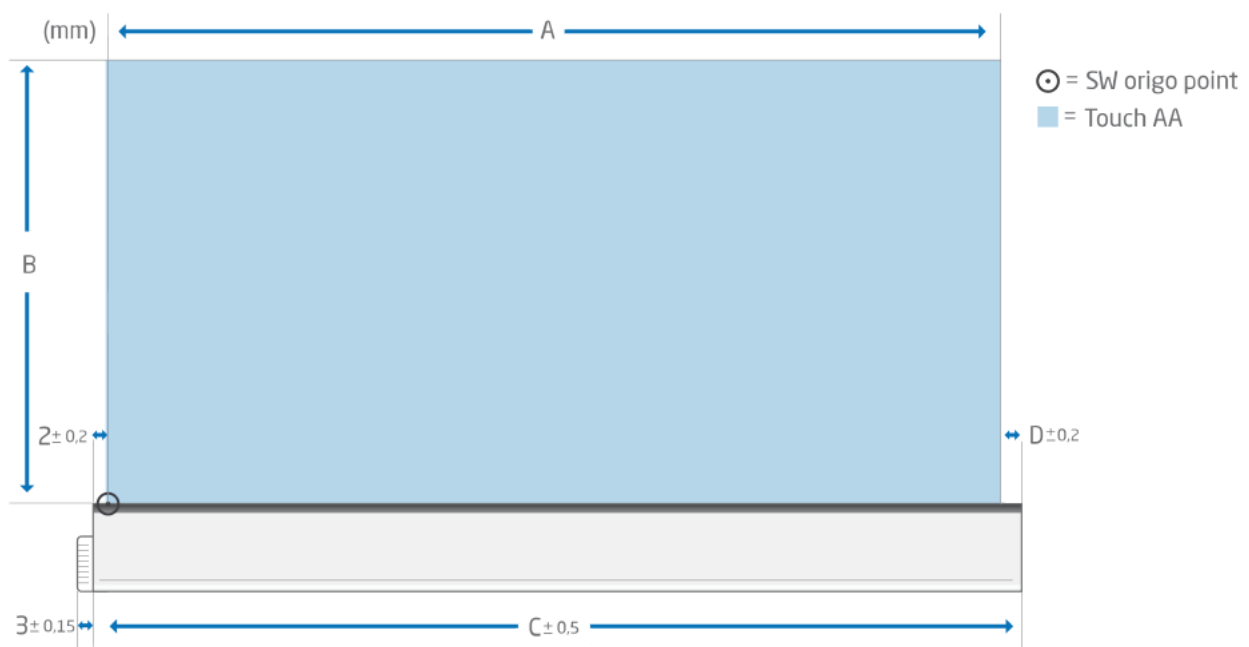 (mm)
A
= SW origo point
= Touch AA
B
2± 0,2
D±0,2
3± 0,15
C± 0,5